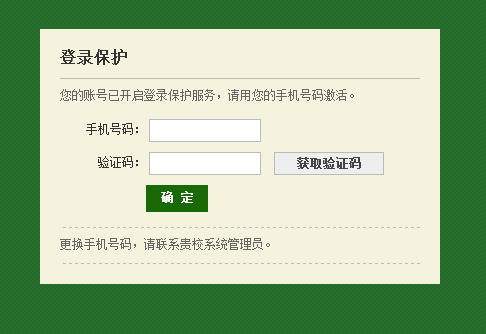 登录保护
您的账号已开启登录保护服务，请用您的手机号码激活。
手机号码：
验证码：
获取验证码
确 定
更换手机号码，请联系贵校系统管理员。